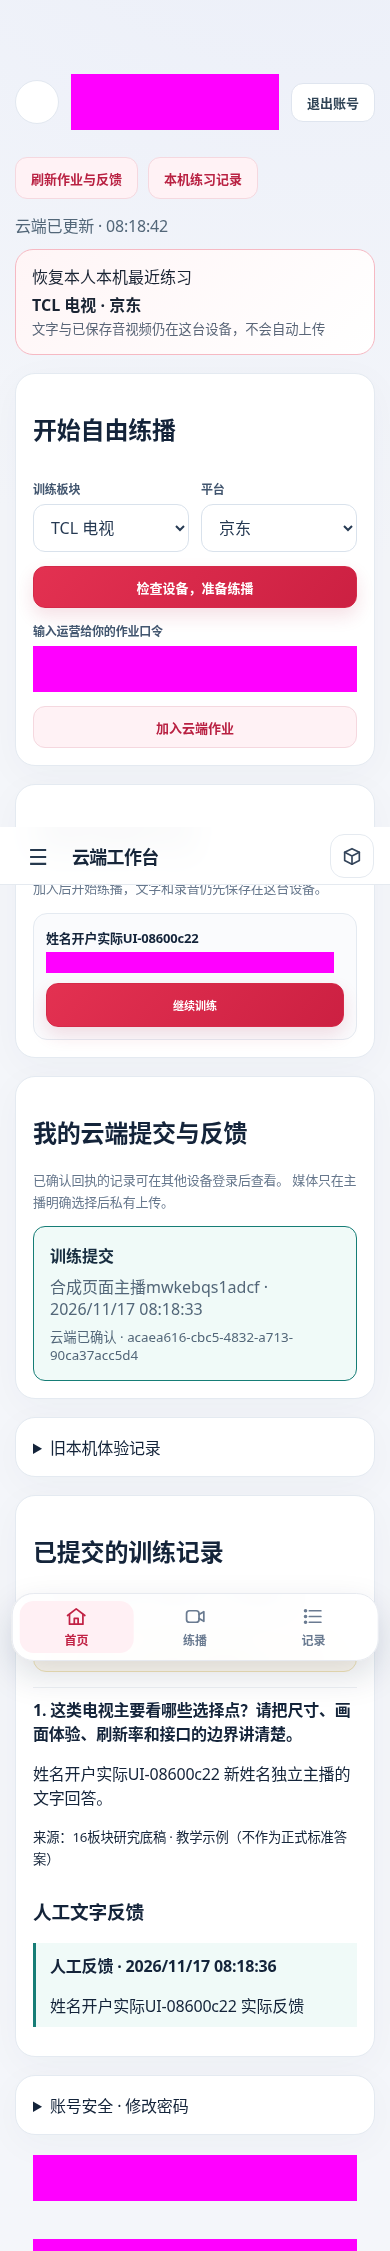 退出账号
刷新作业与反馈
本机练习记录
云端已更新 · 08:18:42
恢复本人本机最近练习
TCL 电视 · 京东
文字与已保存音视频仍在这台设备，不会自动上传
开始自由练播
训练板块
平台
TCL 电视
京东
检查设备，准备练播
输入运营给你的作业口令
加入云端作业
云端工作台
加入后开始练播，文字和录音仍先保存在这台设备。
姓名开户实际UI-08600c22
继续训练
我的云端提交与反馈
已确认回执的记录可在其他设备登录后查看。 媒体只在主
播明确选择后私有上传。
训练提交
合成页面主播mwkebqs1adcf ·
2026/11/17 08:18:33
云端已确认 · acaea616-cbc5-4832-a713-
90ca37acc5d4
旧本机体验记录
已提交的训练记录
首页
练播
记录
1. 这类电视主要看哪些选择点？请把尺寸、画
面体验、刷新率和接口的边界讲清楚。
姓名开户实际UI-08600c22 新姓名独立主播的
文字回答。
来源：16板块研究底稿 · 教学示例（不作为正式标准答
案）
人工文字反馈
人工反馈 · 2026/11/17 08:18:36
姓名开户实际UI-08600c22 实际反馈
账号安全 · 修改密码